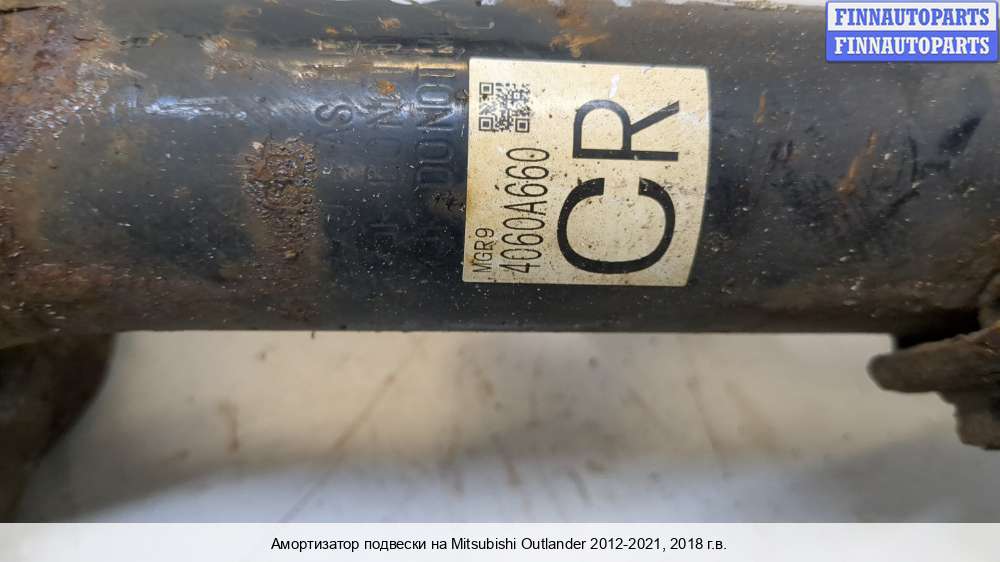 FINNAUTOPARTS
FINNAUTOPARTS
CR
4060A660
MGR9
Амортизатор подвески на Mitsubishi Outlander 2012-2021, 2018 г.в.